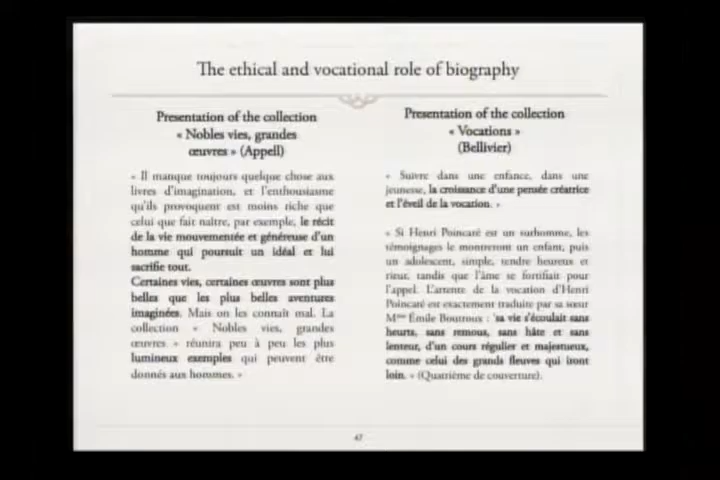 The ethical and vocational role of biography
Presentation of the collection
« Nobles vies, grandes
œuvres » (Appell)
« Il manque toujours quelque chose aux
livres d'imagination, et l'enthousiasme
qu'ils provoquent est moins riche que
celui que fait naître, par exemple, le récit
de la vie mouvementée et généreuse d'un
homme qui poursuit un idéal et lui
sacrifie tout.
Certaines vies, certaines œuvres sont plus
belles que les plus belles aventures
imaginées. Mais on les connaît mal. La
collection « Nobles vies, grandes
œuvres » réunira peu à peu les plus
lumineux exemples qui peuvent être
donnés aux hommes. »
Presentation of the collection
« Vocations »
(Bellivier)
« Suivre dans une enfance, dans une
jeunesse, la croissance d'une pensée créatrice
et l'éveil de la vocation. »
« Si Henri Poincaré est un surhomme, les
témoignages le montreront un enfant, puis
un adolescent, simple, tendre heureux et
rieur, tandis que l'âme se fortifiait pour
l'appel. L'attente de la vocation d'Henri
Poincaré est exactement traduite par sa sœur
Mme Émile Boutroux : 'sa vie s'écoulait sans
heurts, sans remous, sans hâte et sans
lenteur, d'un cours régulier et majestueux,
comme celui des grands fleuves qui iront
loin. » (Quatrième de couverture).
47